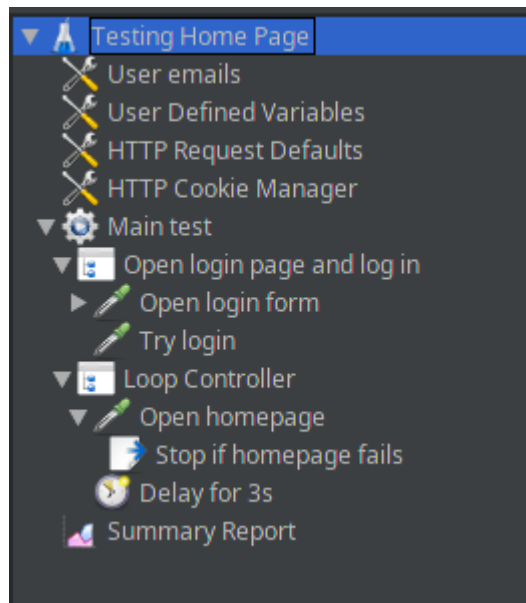 Testing Home Page
User emails
User Defined Variables
HTTP Request Defaults
HTTP Cookie Manager
Main test
Open login page and log in
Open login form
Try login
Loop Controller
Open homepage
Stop if homepage fails
Delay for 3s
Summary Report